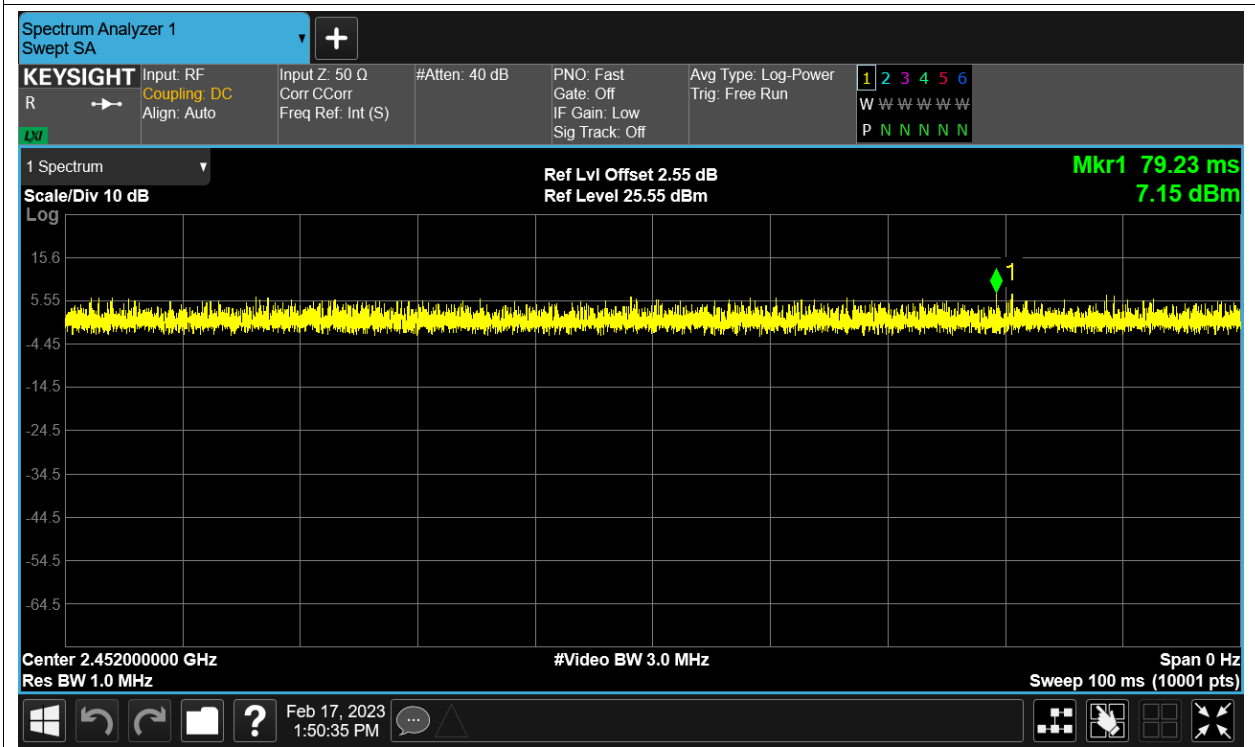 Spectrum Analyzer 1
Swept SA
KEYSIGHT
R
LXI
Input: RF
Coupling: DC
Align: Auto
Input Z: 50 Ω
Corr CCorr
Freq Ref: Int (S)
#Atten: 40 dB
PNO: Fast
Gate: Off
IF Gain: Low
Sig Track: Off
Avg Type: Log-Power
Trig: Free Run
1 2 3 4 5 6
W W W W W W
P N N N N N
1 Spectrum
Scale/Div 10 dB
Ref Lvl Offset 2.55 dB
Ref Level 25.55 dBm
Mkr1 79.23 ms
7.15 dBm
Log
15.6
5.55
-4.45
-14.5
-24.5
-34.5
-44.5
-54.5
-64.5
1
Center 2.452000000 GHz
Res BW 1.0 MHz
#Video BW 3.0 MHz
Span 0 Hz
Sweep 100 ms (10001 pts)
?
Feb 17, 2023
1:50:35 PM